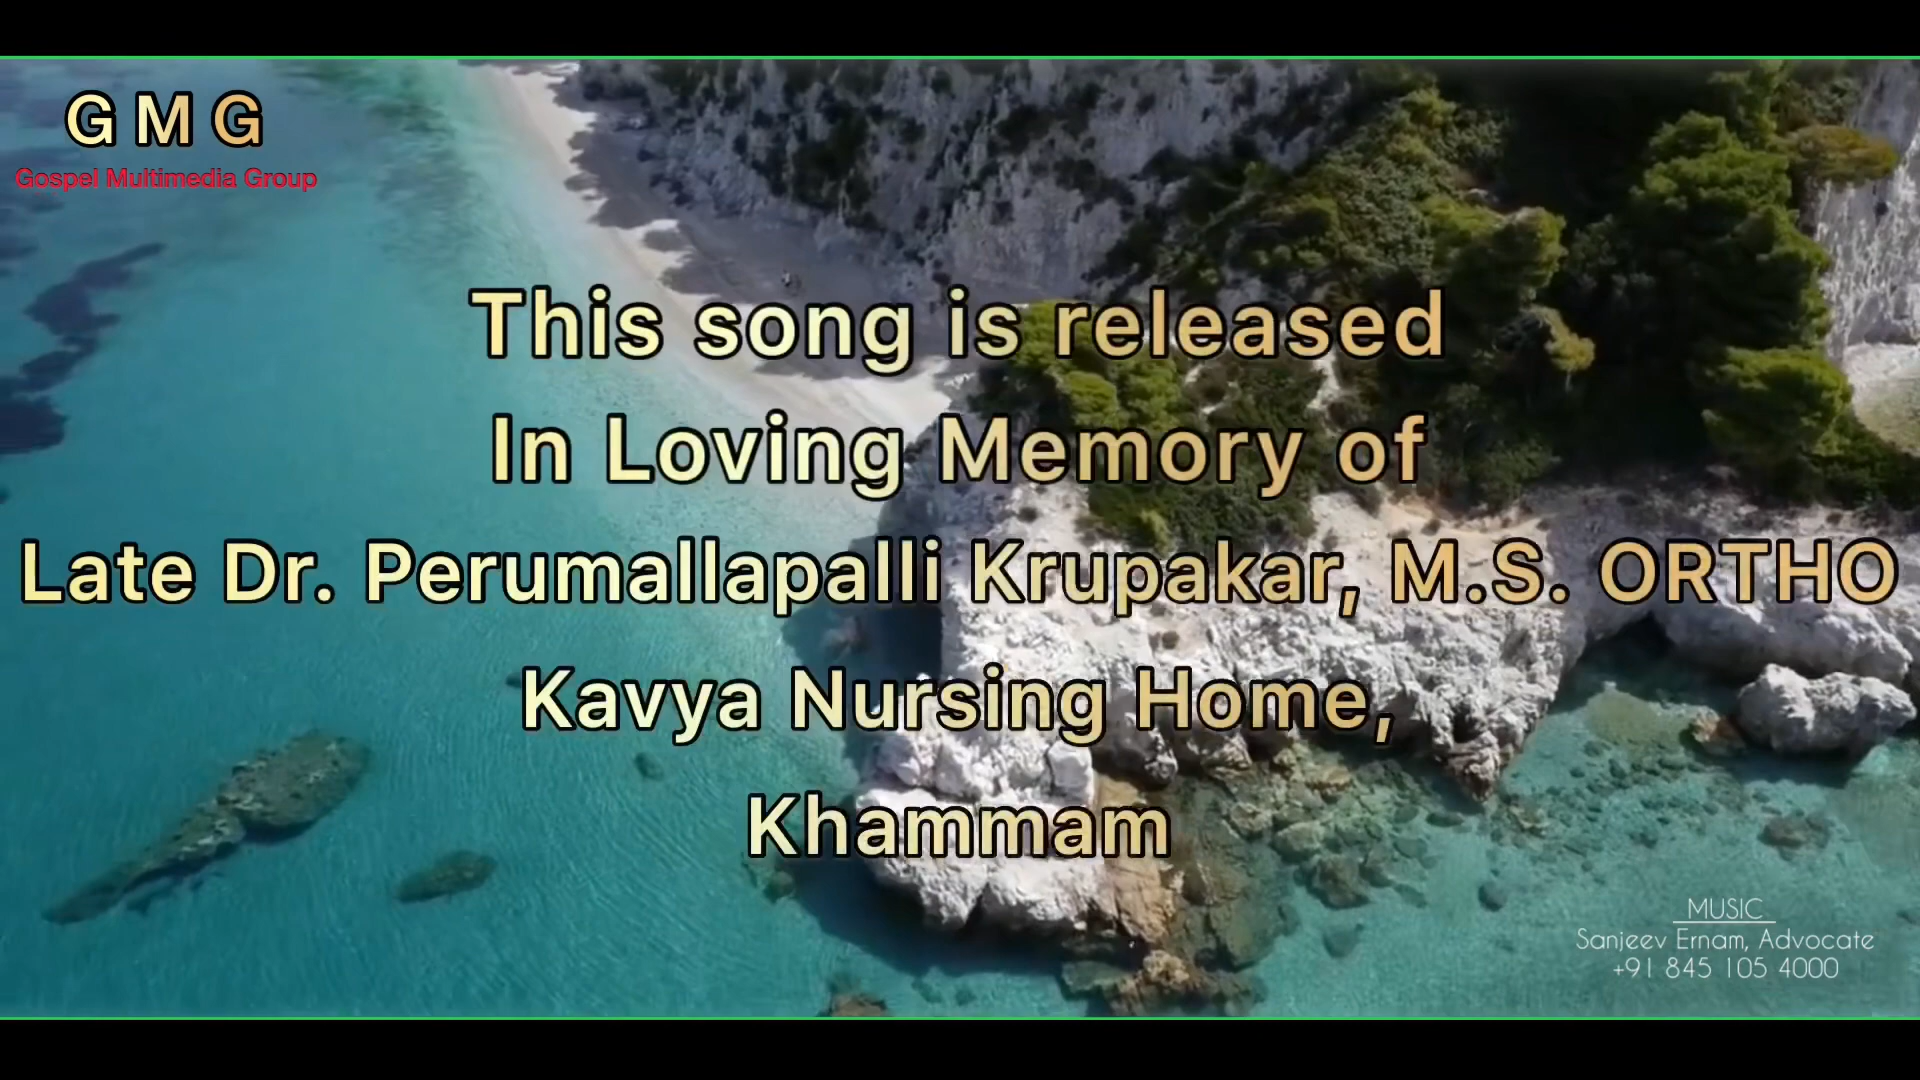 G M G
Gospel Multimedia Group
This song is released
In Loving Memory of
Late Dr. Perumallapalli Krupakar, M.S. ORTHO
Kavya Nursing Home,
Khammam
MUSIC
Sanjeev Ernam, Advocate
+91 845 105 4000